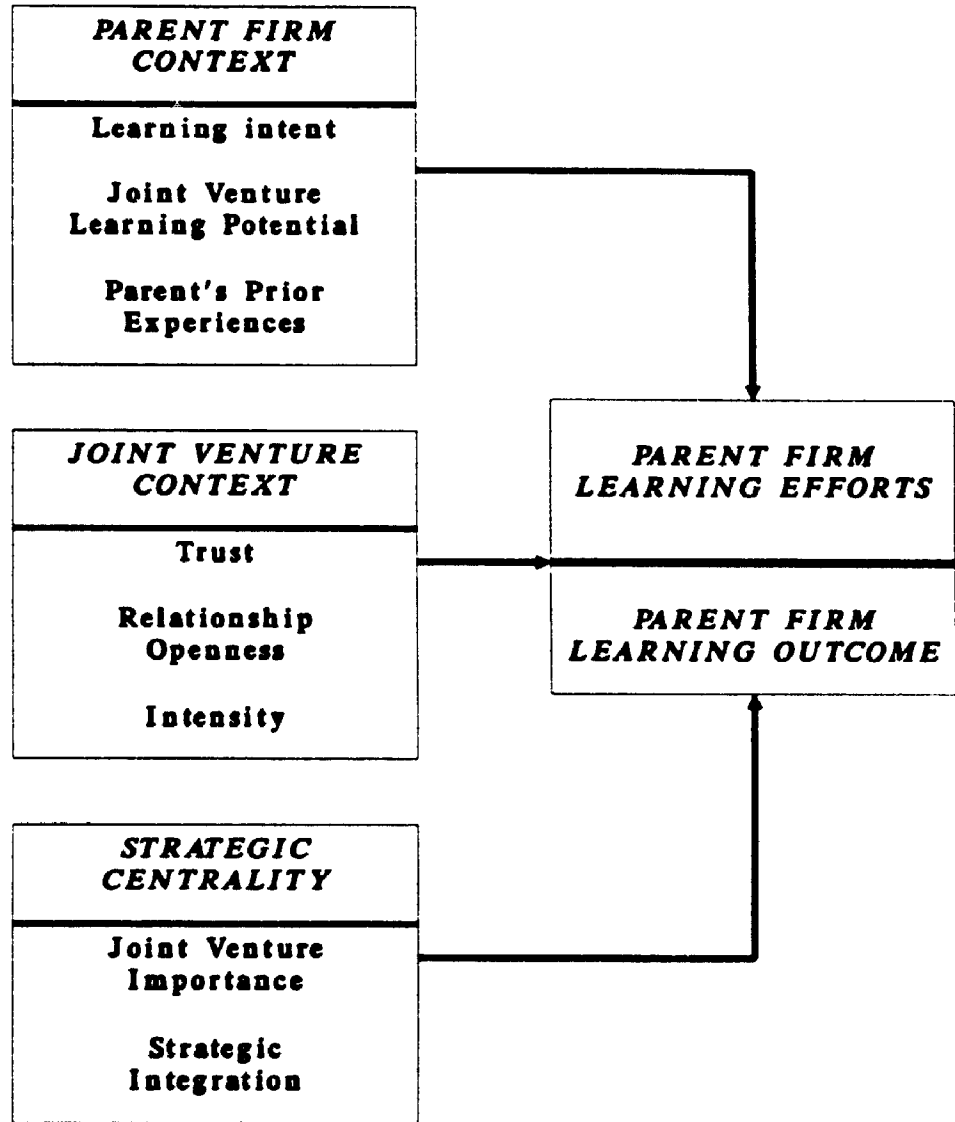 PARENT FIRM
CONTEXT
Learning intent
Joint Venture
Learning Potential
Parent's Prior
Experiences
JOINT VENTURE
CONTEXT
Trust
Relationship
Openness
Intensity
STRATEGIC
CENTRALITY
Joint Venture
Importance
Strategic
Integration
PARENT FIRM
LEARNING EFFORTS
PARENT FIRM
LEARNING OUTCOME